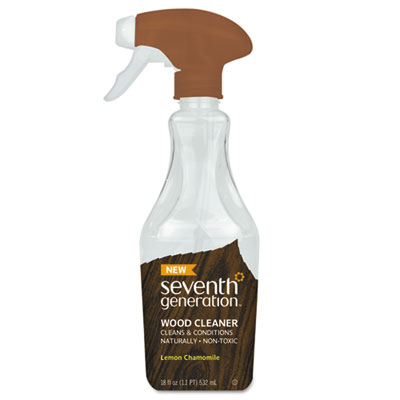 NEW
seventh
generation.
WOOD CLEANER
CLEANS & CONDITIONS
NATURALLY • NON-TOXIC
Lemon Chamomile
18 fl oz (1.1 PT) 532 mL